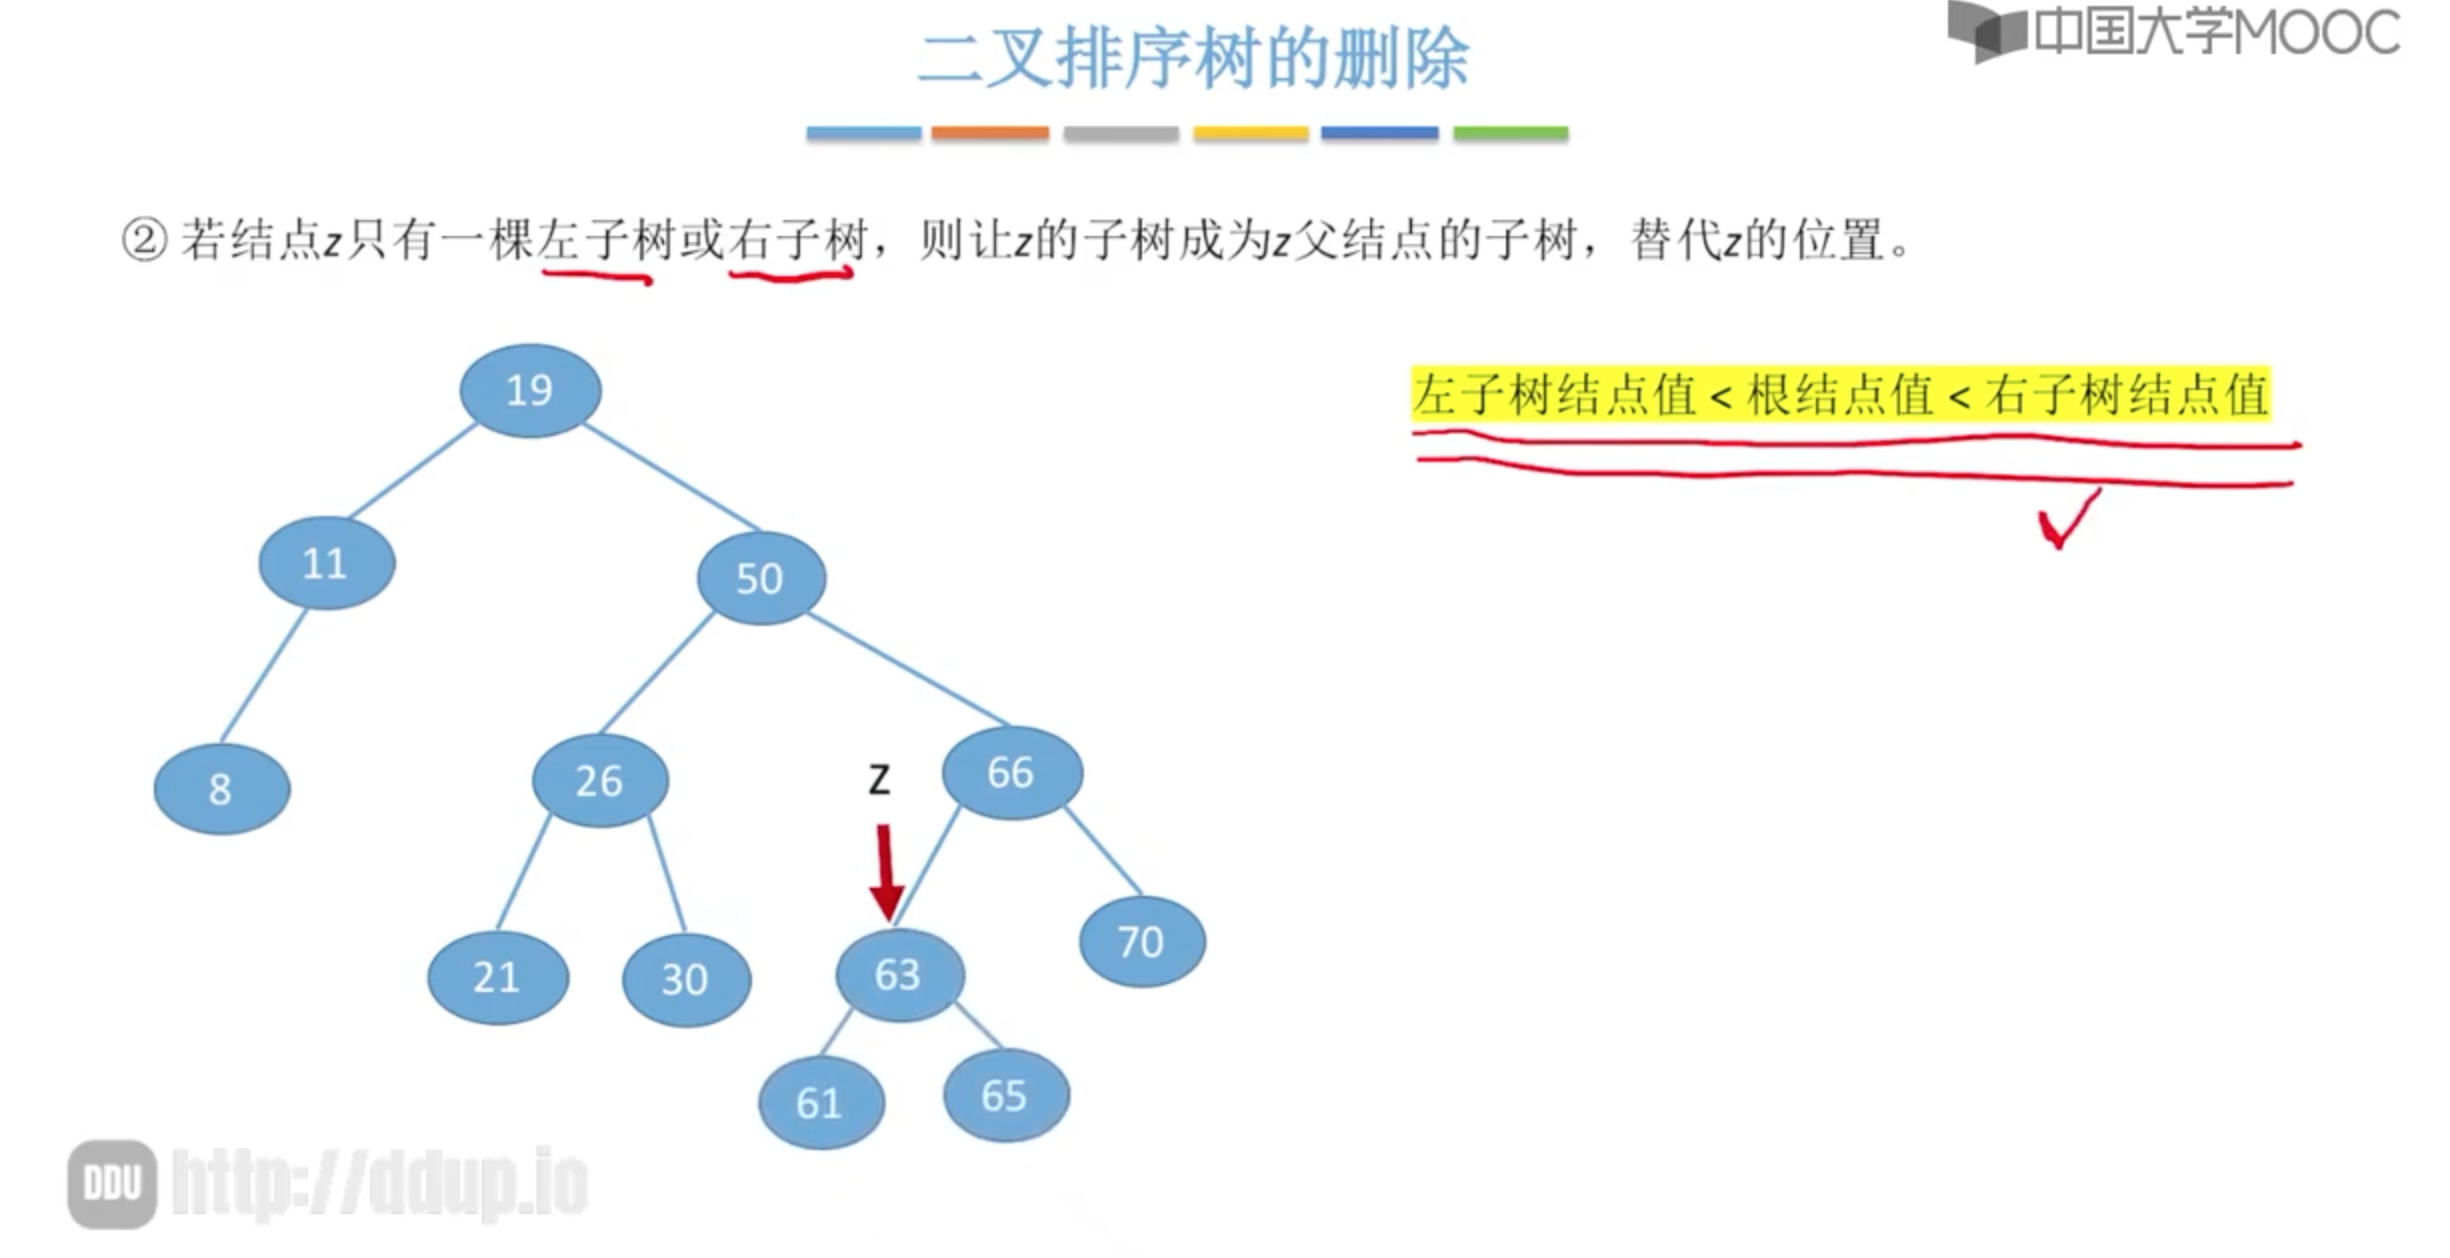 中国大学MOOC
二叉排序树的删除
② 若结点z只有一棵左子树或右子树，则让z的子树成为z父结点的子树，替代z的位置。
左子树结点值 < 根结点值 < 右子树结点值
19
11
50
8
26
z
66
21
30
63
70
61
65
DDU http://ddup.io